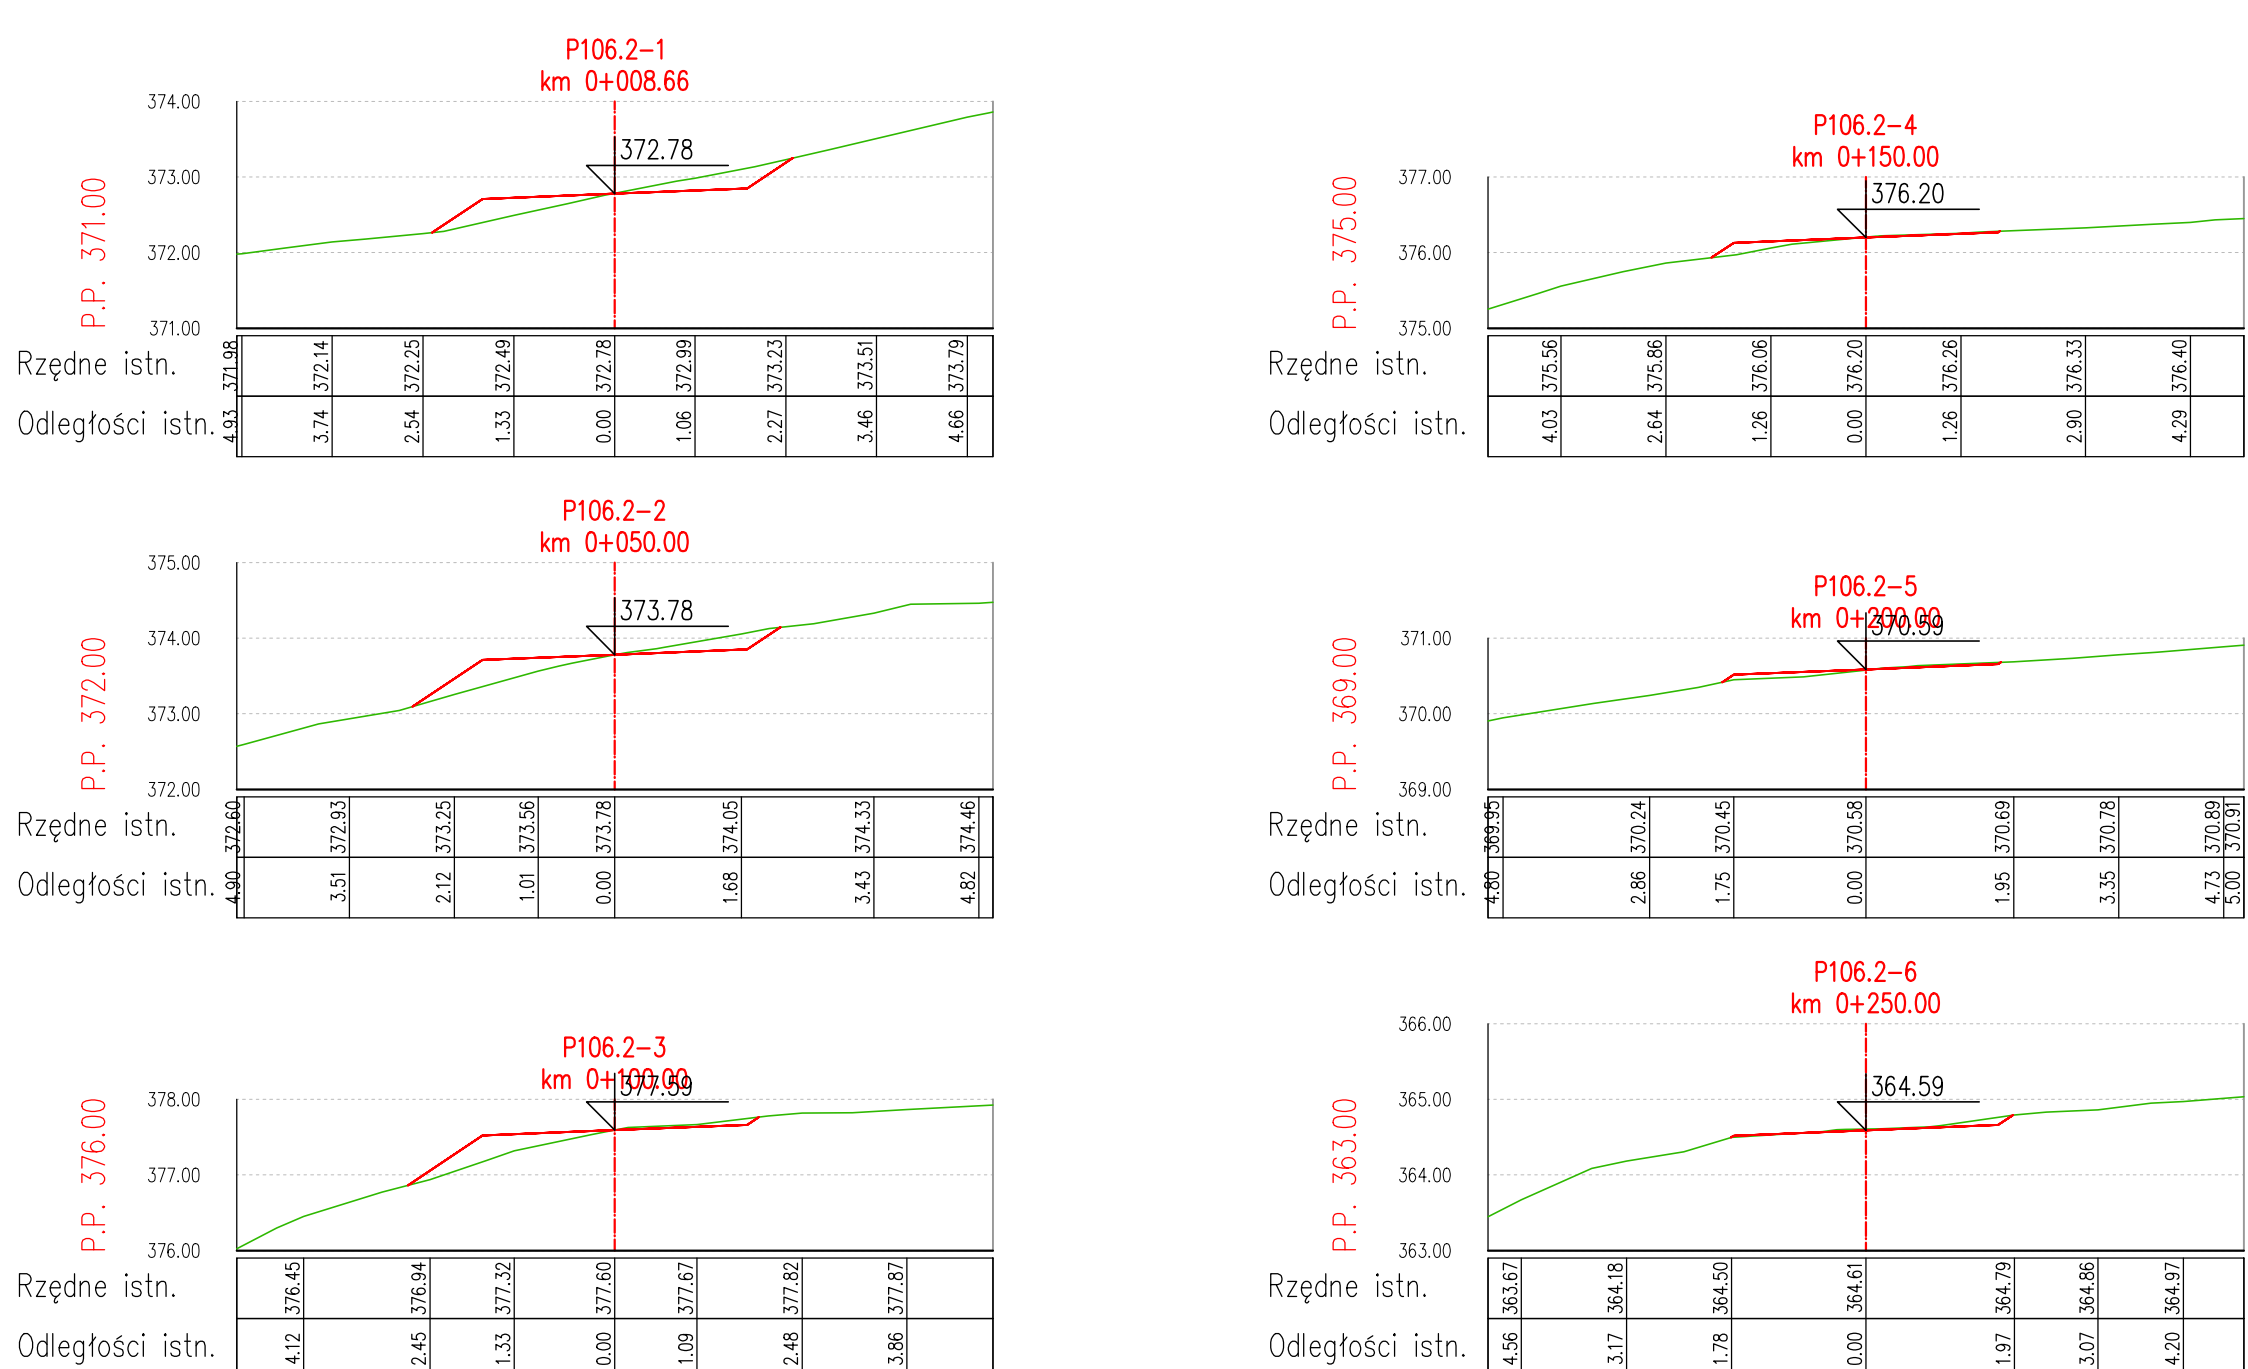 P106.2-1
km 0+008.66
374.00
372.78
373.00
372.00
371.00
P.P. 371.00
Rzędne istn. 371.98 372.14 372.25 372.49 372.78 372.99 373.23 373.51 373.79
Odległości istn. 4.93 3.74 2.54 1.33 0.00 1.06 2.27 3.46 4.66
P106.2-2
km 0+050.00
375.00
373.78
374.00
373.00
372.00
P.P. 372.00
Rzędne istn. 372.60 372.93 373.25 373.56 373.78 374.05 374.33 374.46
Odległości istn. 4.90 3.51 2.12 1.01 0.00 1.68 3.43 4.82
P106.2-3
km 0+100.00
377.59
378.00
377.00
376.00
P.P. 376.00
Rzędne istn. 376.45 376.94 377.32 377.60 377.67 377.82 377.87
Odległości istn. 4.12 2.45 1.33 0.00 1.09 2.48 3.86
P106.2-4
km 0+150.00
377.00
376.20
376.00
375.00
P.P. 375.00
Rzędne istn. 375.56 375.86 376.06 376.20 376.26 376.33 376.40
Odległości istn. 4.03 2.64 1.26 0.00 1.26 2.90 4.29
P106.2-5
km 0+200.00
370.59
371.00
370.00
369.00
P.P. 369.00
Rzędne istn. 369.95 370.24 370.45 370.58 370.69 370.78 370.89 370.91
Odległości istn. 4.80 2.86 1.75 0.00 1.95 3.35 4.73 5.00
P106.2-6
km 0+250.00
366.00
364.59
365.00
364.00
363.00
P.P. 363.00
Rzędne istn. 363.67 364.18 364.50 364.61 364.79 364.86 364.97
Odległości istn. 4.56 3.17 1.78 0.00 1.97 3.07 4.20